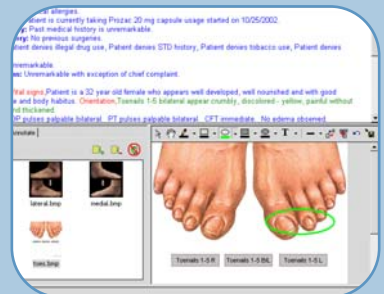 al allergies.
Patient is currently taking Prozac 20 mg capsule usage started on 10/25/2002.
y: Past medical history is unremarkable.
ery: No previous surgeries.
atient denies illegal drug use, Patient denies STD history, Patient denies tobacco use, Patient denies
nremarkable.
ms: Unremarkable with exception of chief complaint.
ital signs,Patient is a 32 year old female who appears well developed, well nourished and with good
e and body habitus. Orientation,Toenails 1-5 bilateral appear crumbly, discolored - yellow, painful without
nd thickened.
DP pulses palpable bilateral. PT pulses palpable bilateral. CFT immediate. No edema observed.
nnotate
T
lateral.bmp
medial.bmp
toes.bmp
Toenails 1-5 R
Toenails 1-5 B/L
Toenails 1-5 L